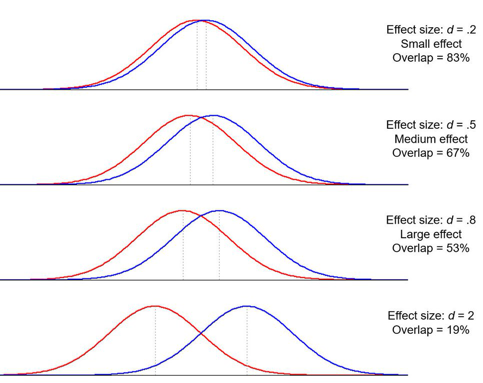 Effect size: d = .2
Small effect
Overlap = 83%
Effect size: d = .5
Medium effect
Overlap = 67%
Effect size: d = .8
Large effect
Overlap = 53%
Effect size: d = 2
Overlap = 19%